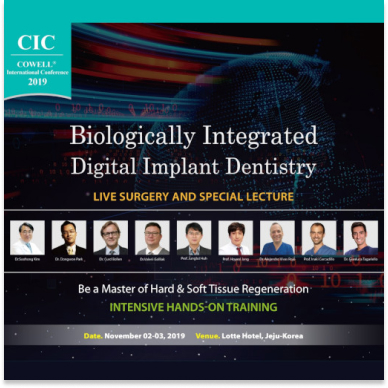 CIC
COWELL®
International Conference
2019
Biologically Integrated
Digital Implant Dentistry
LIVE SURGERY AND SPECIAL LECTURE
Be a Master of Hard & Soft Tissue Regeneration
INTENSIVE HANDS-ON TRAINING
Date. November 02-03, 2019 Venue. Lotte Hotel, Jeju-Korea